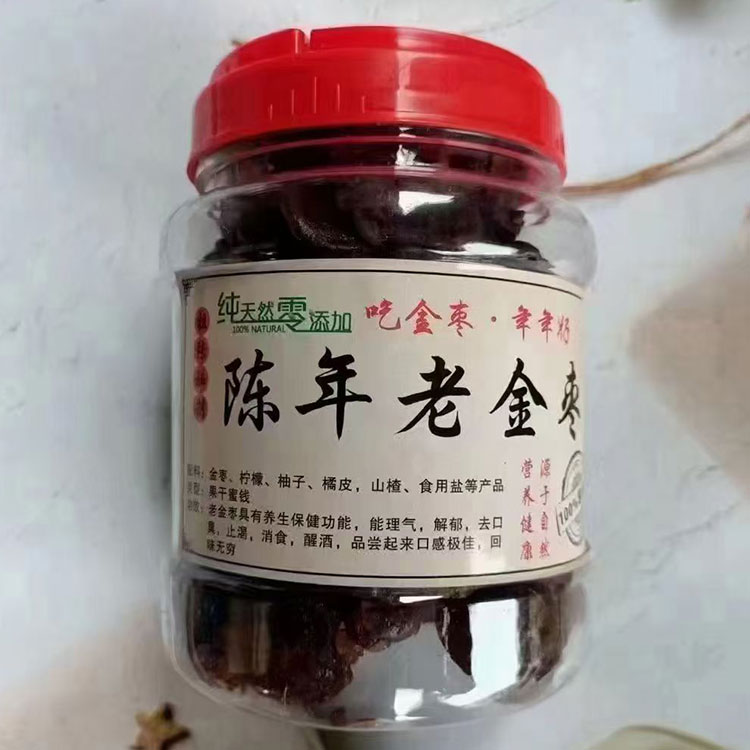 纯天然零添加
100% NATURAL
吃金枣·年年
陈年老金枣
配料：金枣、柠檬、柚子、橘皮，山楂、食用盐等产品
类型：果干蜜饯
功效：老金枣具有养生保健功能，能理气，解郁，去口
臭，止渴，消食，醒酒，品尝起来口感极佳，回
味无穷
源于自然
营养健康
100%